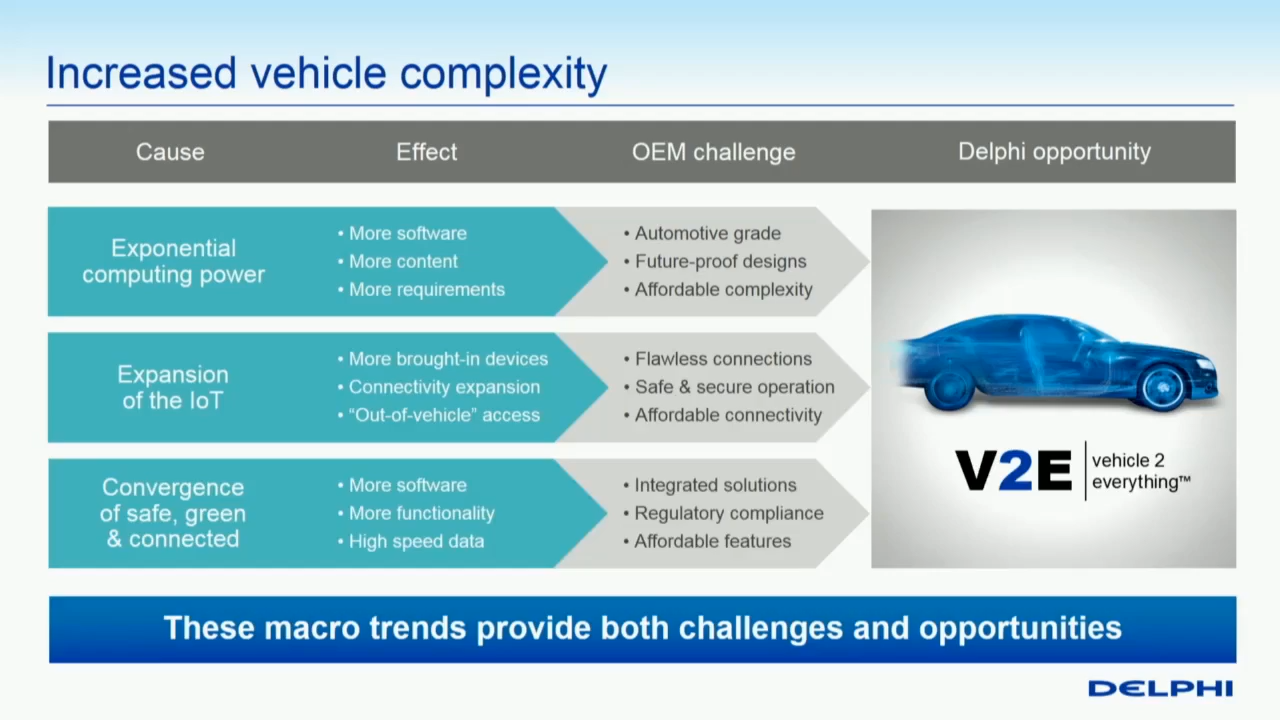 Increased vehicle complexity
Cause
Effect
OEM challenge
Delphi opportunity
Exponential
computing power
• More software
• More content
• More requirements
• Automotive grade
• Future-proof designs
• Affordable complexity
Expansion
of the IoT
• More brought-in devices
• Connectivity expansion
• “Out-of-vehicle” access
• Flawless connections
• Safe & secure operation
• Affordable connectivity
Convergence
of safe, green
& connected
• More software
• More functionality
• High speed data
• Integrated solutions
• Regulatory compliance
• Affordable features
V2E
vehicle 2
everything™
These macro trends provide both challenges and opportunities
DELPHI